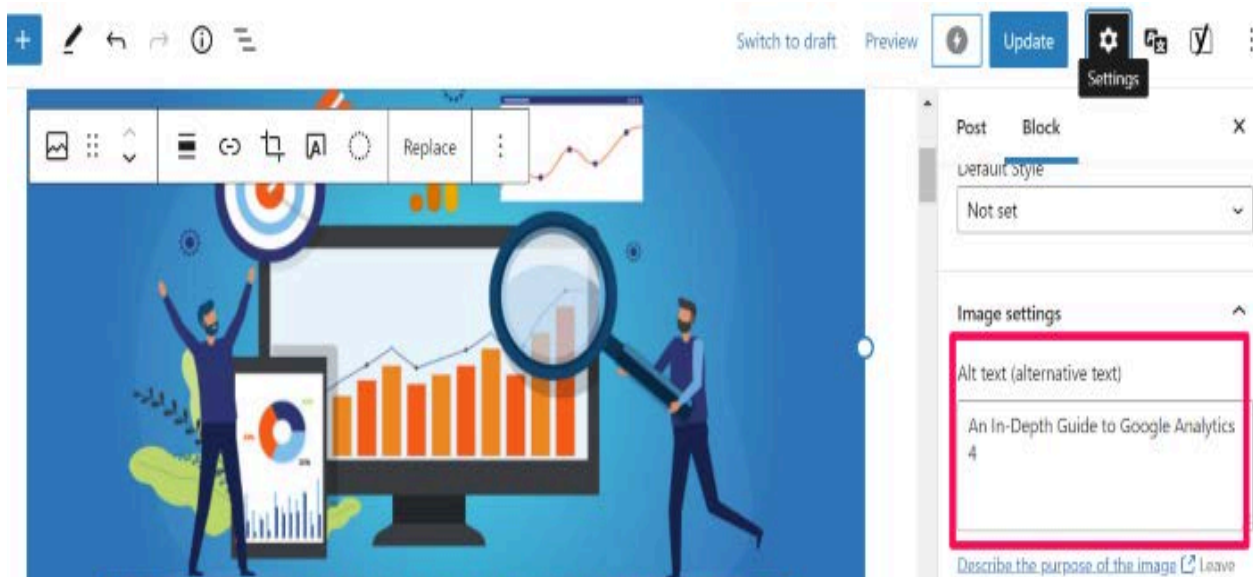 Switch to draft Preview Update
Settings
Replace
Post Block
Default Style
Not set
Image settings
Alt text (alternative text)
An In-Depth Guide to Google Analytics
4
Describe the purpose of the image Leave